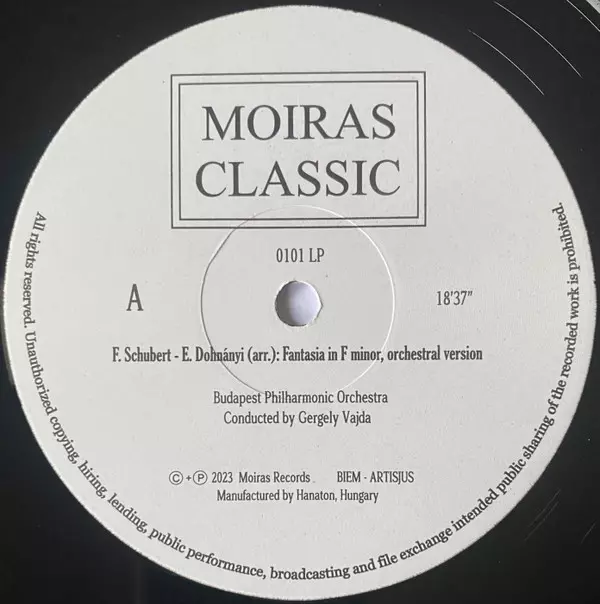 MOIRAS
CLASSIC
0101 LP
A
18'37"
F. Schubert - E. Dohnányi (arr.): Fantasia in F minor, orchestral version
Budapest Philharmonic Orchestra
Conducted by Gergely Vajda
© + ℗ 2023 Moiras Records BIEM - ARTISJUS
Manufactured by Hanaton, Hungary
All rights reserved. Unauthorized copying, hiring, lending, public performance, broadcasting and file exchange intended public sharing of the recorded work is prohibited.